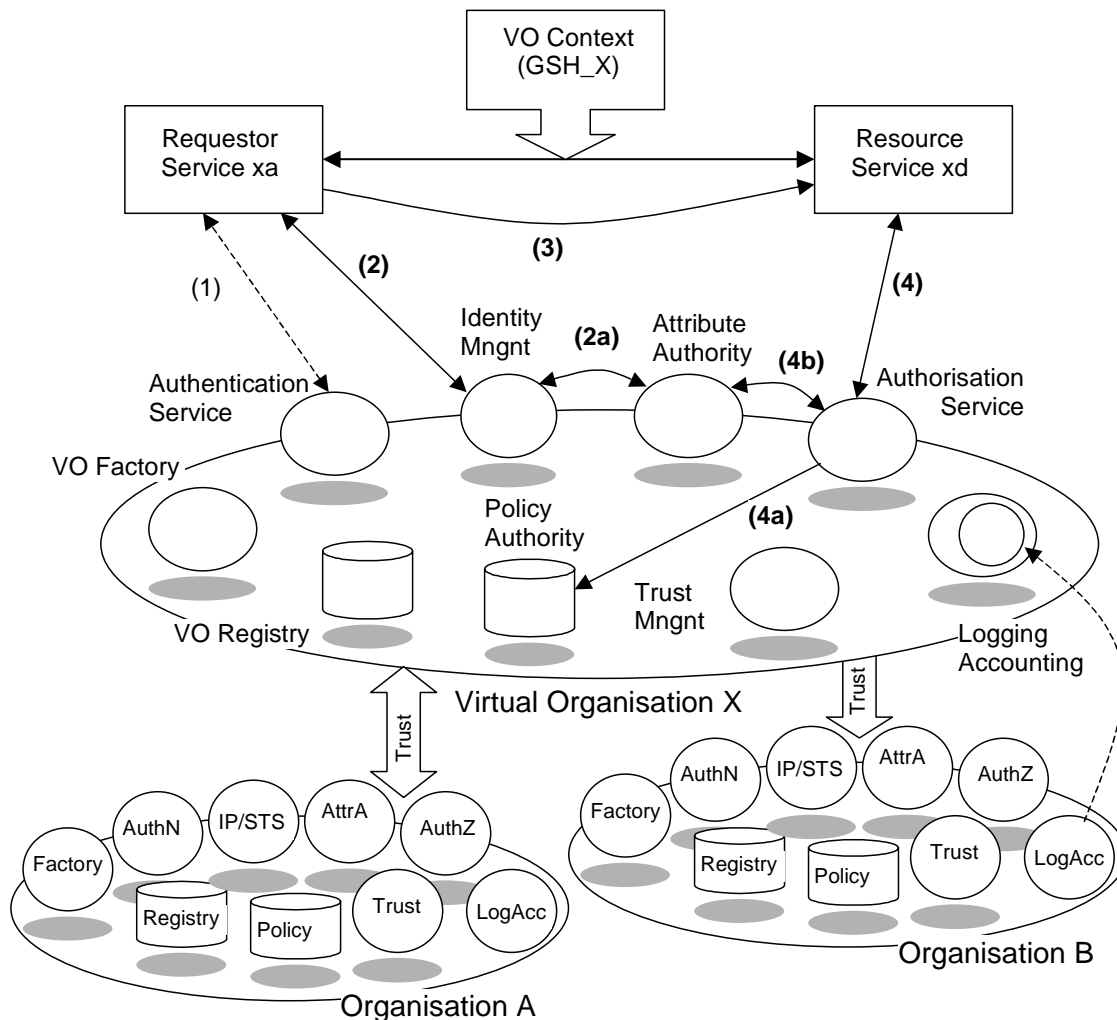 VO Context
(GSH_X)
Requestor
Service xa
Resource
Service xd
(3)
(2)
(1)
(4)
Identity
Mngnt
(2a)
Attribute
Authority
(4b)
Authentication
Service
Authorisation
Service
VO Factory
Policy
Authority
(4a)
Trust
Mngnt
VO Registry
Logging
Accounting
Virtual Organisation X
Trust
Trust
Factory
AuthN
IP/STS
AttrA
AuthZ
Registry
Policy
Trust
LogAcc
Organisation B
Factory
AuthN
IP/STS
AttrA
AuthZ
Registry
Policy
Trust
LogAcc
Organisation A